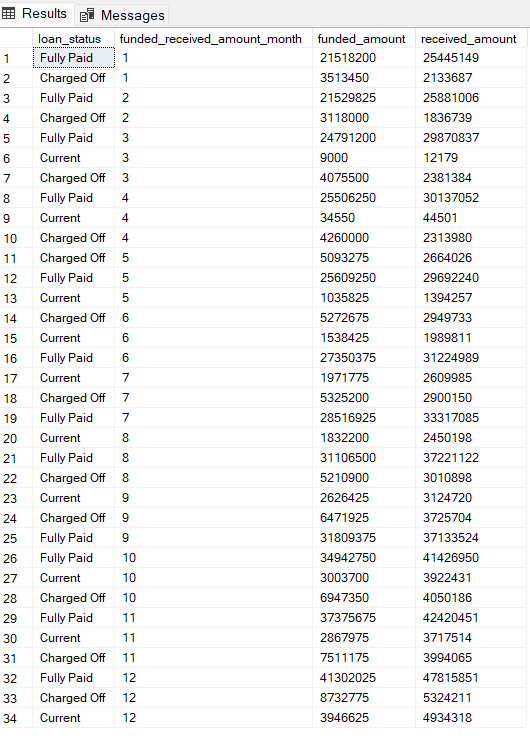 Results Messages
loan_status funded_received_amount_month funded_amount received_amount
1 Fully Paid 1 21518200 25445149
2 Charged Off 1 3513450 2133687
3 Fully Paid 2 21529825 25881006
4 Charged Off 2 3118000 1836739
5 Fully Paid 3 24791200 29870837
6 Current 3 9000 12179
7 Charged Off 3 4075500 2381384
8 Fully Paid 4 25506250 30137052
9 Current 4 34550 44501
10 Charged Off 4 4260000 2313980
11 Charged Off 5 5093275 2664026
12 Fully Paid 5 25609250 29692240
13 Current 5 1035825 1394257
14 Charged Off 6 5272675 2949733
15 Current 6 1538425 1989811
16 Fully Paid 6 27350375 31224989
17 Current 7 1971775 2609985
18 Charged Off 7 5325200 2900150
19 Fully Paid 7 28516925 33317085
20 Current 8 1832200 2450198
21 Fully Paid 8 31106500 37221122
22 Charged Off 8 5210900 3010898
23 Current 9 2626425 3124720
24 Charged Off 9 6471925 3725704
25 Fully Paid 9 31809375 37133524
26 Fully Paid 10 34942750 41426950
27 Current 10 3003700 3922431
28 Charged Off 10 6947350 4050186
29 Fully Paid 11 37375675 42420451
30 Current 11 2867975 3717514
31 Charged Off 11 7511175 3994065
32 Fully Paid 12 41302025 47815851
33 Charged Off 12 8732775 5324211
34 Current 12 3946625 4934318